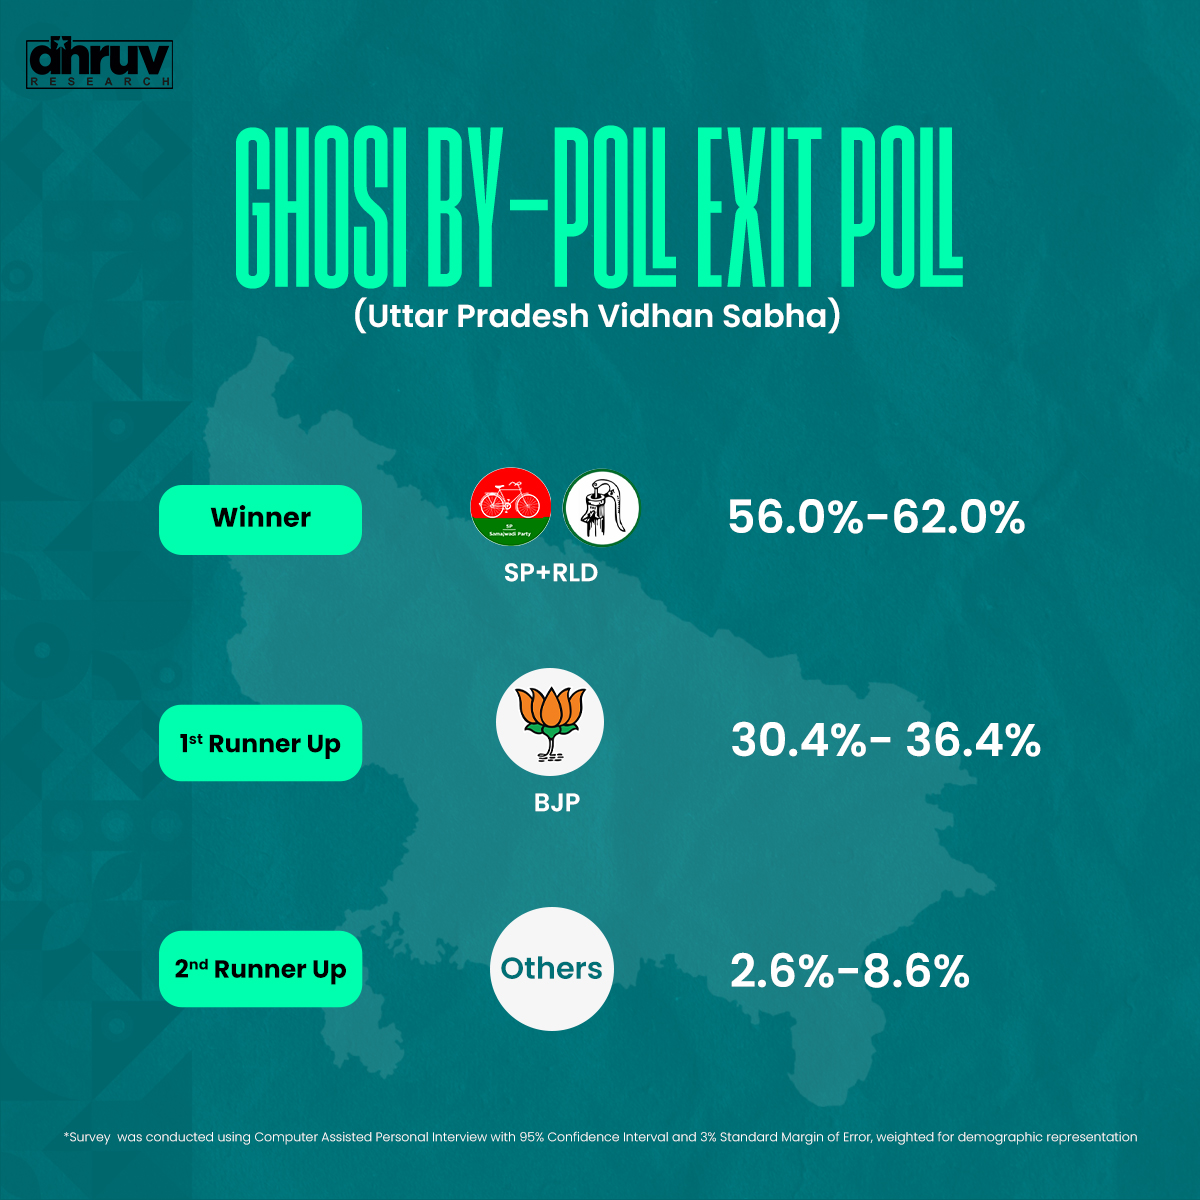 dhruv
RESEARCH
GHOSI BY-POLL EXIT POLL
(Uttar Pradesh Vidhan Sabha)
Winner
SP
Samajwadi Party
SP+RLD
56.0%-62.0%
1st Runner Up
BJP
30.4%- 36.4%
2nd Runner Up
Others
2.6%-8.6%
*Survey was conducted using Computer Assisted Personal Interview with 95% Confidence Interval and 3% Standard Margin of Error, weighted for demographic representation